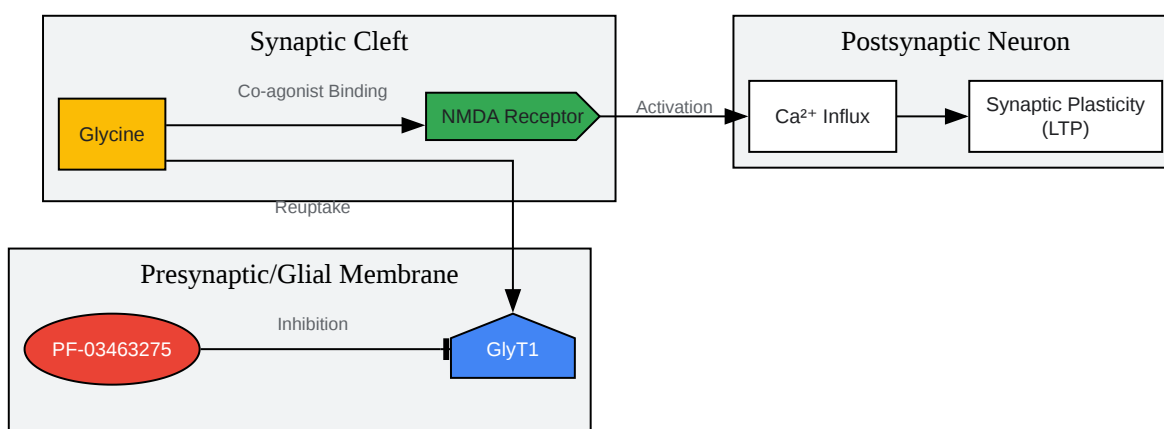 Synaptic Cleft
Postsynaptic Neuron
Co-agonist Binding
Glycine
NMDA Receptor
Activation
Ca²⁺ Influx
Synaptic Plasticity
(LTP)
Reuptake
Presynaptic/Glial Membrane
Inhibition
PF-03463275
GlyT1